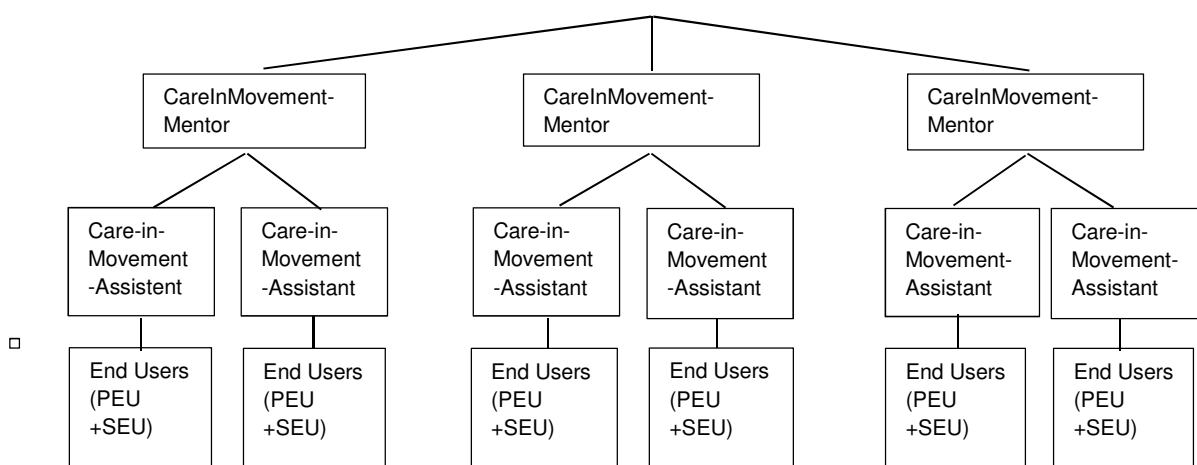 CareInMovement-
Mentor
CareInMovement-
Mentor
CareInMovement-
Mentor
Care-in-
Movement
-Assistent
Care-in-
Movement
-Assistant
Care-in-
Movement
-Assistant
Care-in-
Movement
-Assistant
Care-in-
Movement-
Assistant
Care-in-
Movement-
Assistant
End Users
(PEU
+SEU)
End Users
(PEU
+SEU)
End Users
(PEU
+SEU)
End Users
(PEU
+SEU)
End Users
(PEU
+SEU)
End Users
(PEU
+SEU)